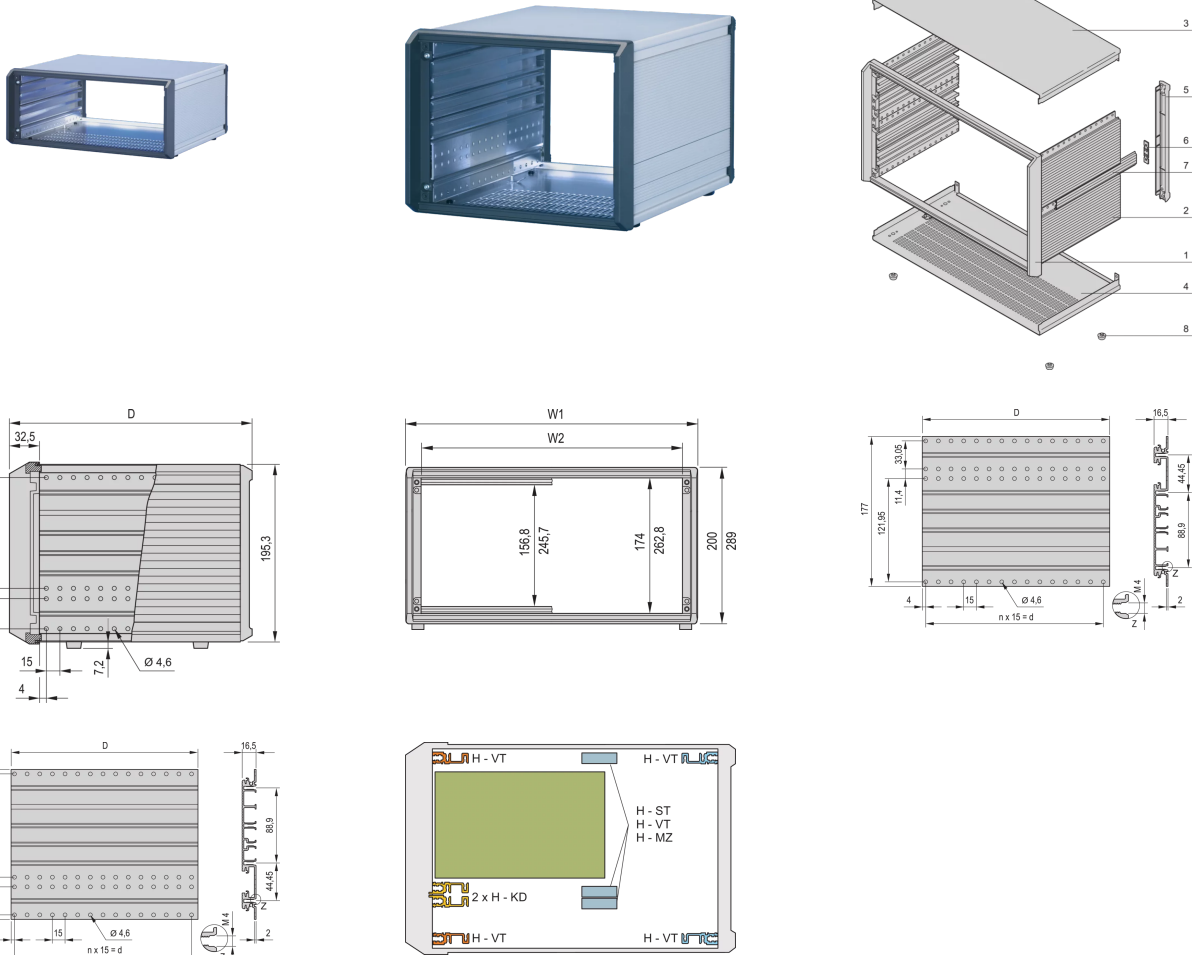 3
5
6
7
2
1
4
8
D
32,5
195,3
15
7,2
Ø 4,6
4
W1
W2
156,8
245,7
174
262,8
200
289
D
16,5
33,05
11,4
177
121,95
44,45
88,9
Z
M 4
4
15
Ø 4,6
n x 15 = d
2
Z
D
16,5
88,9
44,45
Z
M 4
15
Ø 4,6
n x 15 = d
2
H - VT
H - VT
H - ST
H - VT
H - MZ
2 x H - KD
H - VT
H - VT